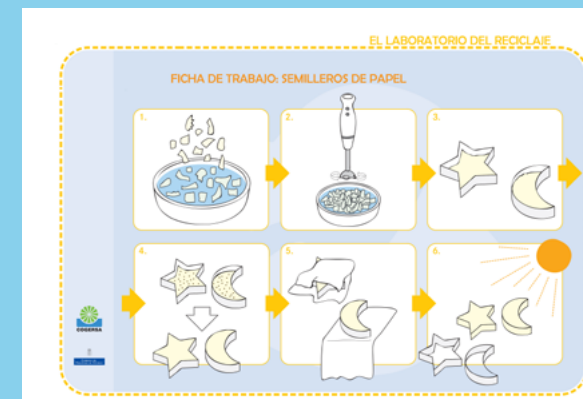 EL LABORATORIO DEL RECICLAJE
FICHA DE TRABAJO: SEMILLEROS DE PAPEL
1.
2.
3.
4.
5.
6.
COGERSA